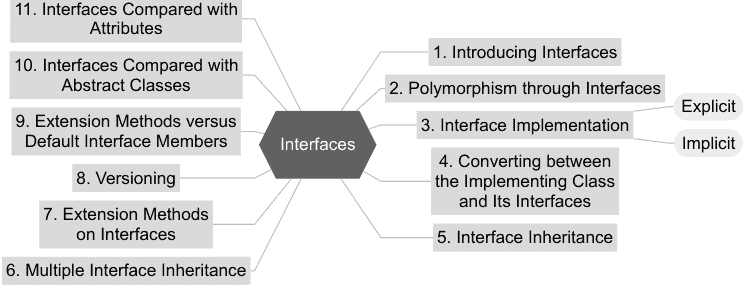 Interfaces
1. Introducing Interfaces
2. Polymorphism through Interfaces
3. Interface Implementation
Explicit
Implicit
4. Converting between
the Implementing Class
and Its Interfaces
5. Interface Inheritance
6. Multiple Interface Inheritance
7. Extension Methods
on Interfaces
8. Versioning
9. Extension Methods versus
Default Interface Members
10. Interfaces Compared with
Abstract Classes
11. Interfaces Compared with
Attributes